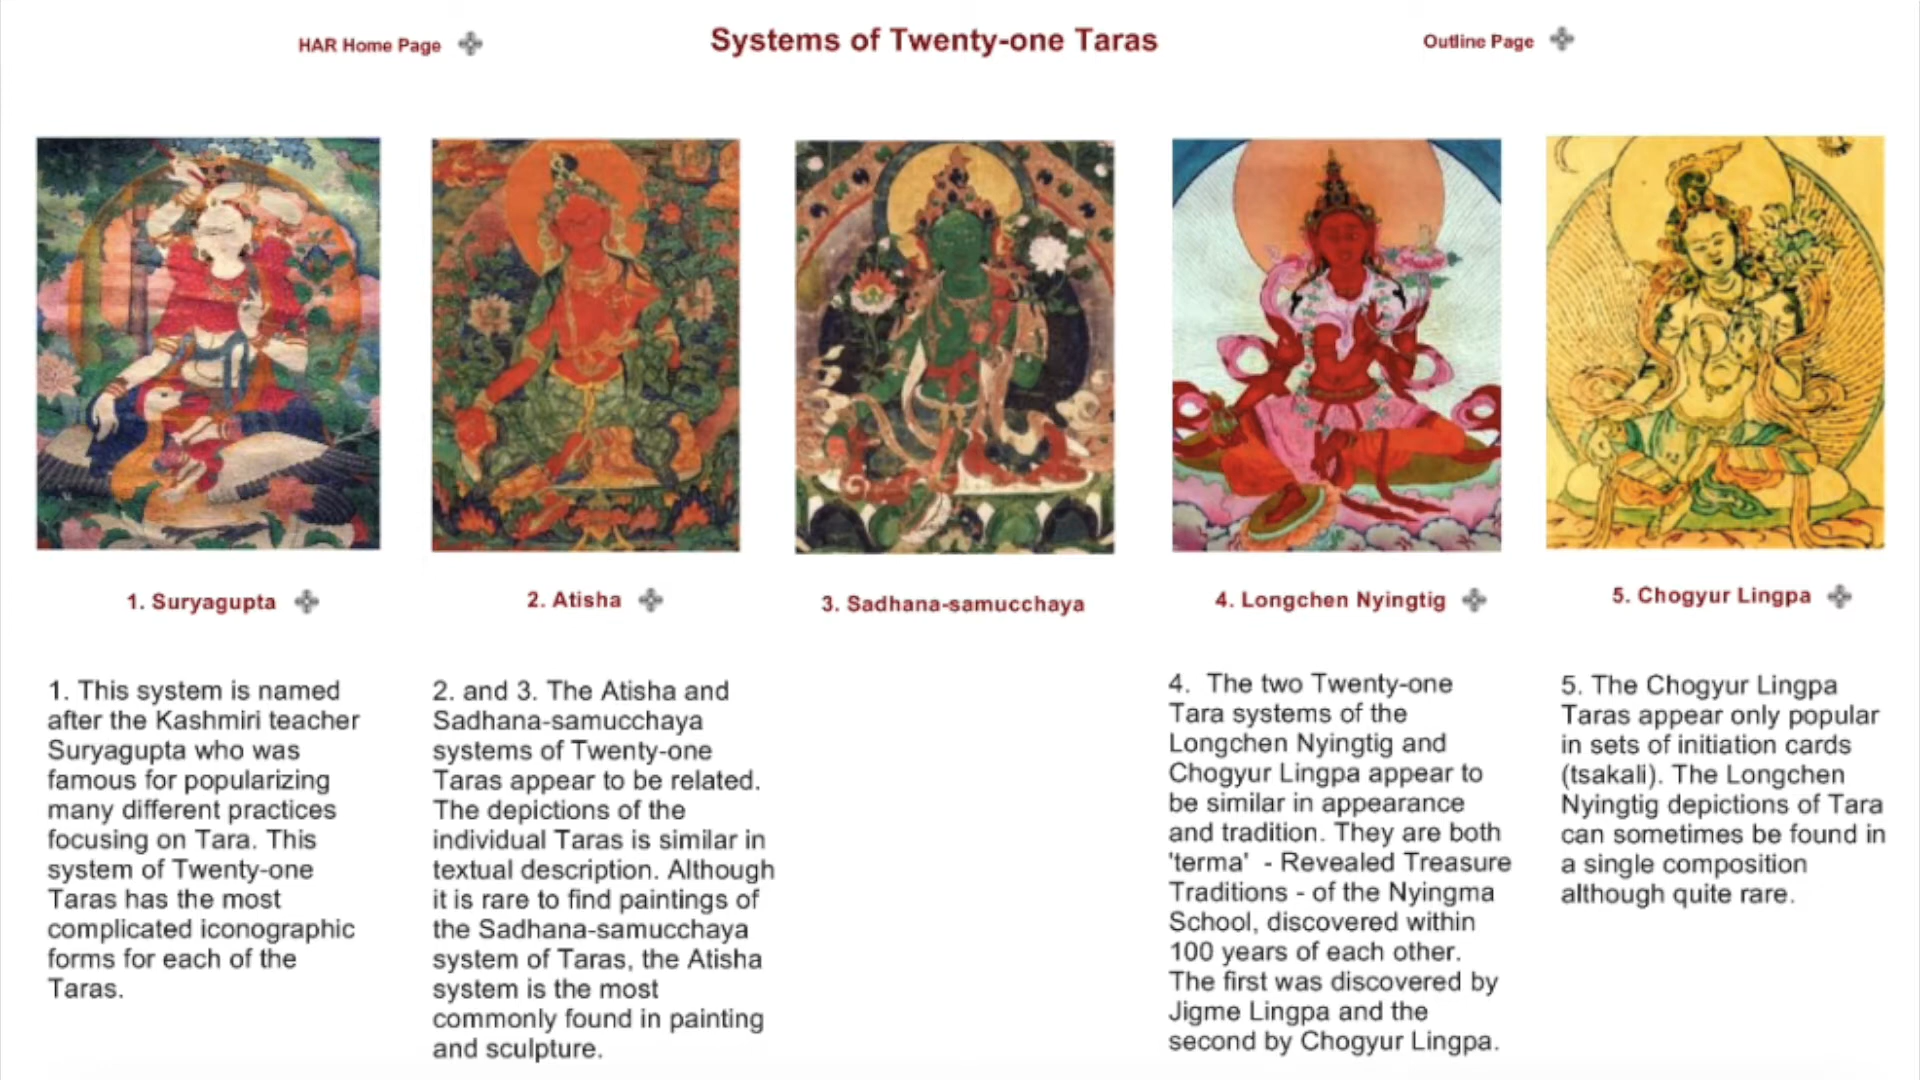 HAR Home Page
Systems of Twenty-one Taras
Outline Page
1. Suryagupta
2. Atisha
3. Sadhana-samucchaya
4. Longchen Nyingtig
5. Chogyur Lingpa
1. This system is named
after the Kashmiri teacher
Suryagupta who was
famous for popularizing
many different practices
focusing on Tara. This
system of Twenty-one
Taras has the most
complicated iconographic
forms for each of the
Taras.
2. and 3. The Atisha and
Sadhana-samucchaya
systems of Twenty-one
Taras appear to be related.
The depictions of the
individual Taras is similar in
textual description. Although
it is rare to find paintings of
the Sadhana-samucchaya
system of Taras, the Atisha
system is the most
commonly found in painting
and sculpture.
4. The two Twenty-one
Tara systems of the
Longchen Nyingtig and
Chogyur Lingpa appear to
be similar in appearance
and tradition. They are both
'terma' - Revealed Treasure
Traditions - of the Nyingma
School, discovered within
100 years of each other.
The first was discovered by
Jigme Lingpa and the
second by Chogyur Lingpa.
5. The Chogyur Lingpa
Taras appear only popular
in sets of initiation cards
(tsakali). The Longchen
Nyingtig depictions of Tara
can sometimes be found in
a single composition
although quite rare.